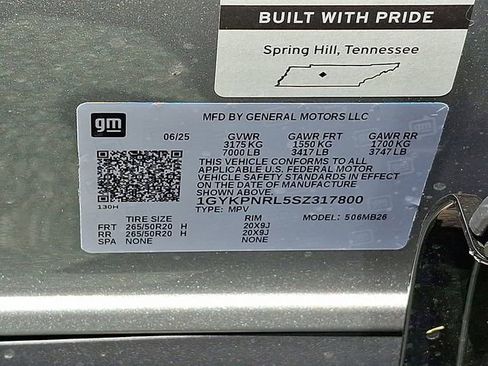 BUILT WITH PRIDE
Spring Hill, Tennessee
gm
MFD BY GENERAL MOTORS LLC
06/25 GVWR GAWR FRT GAWR RR
3175 KG 1550 KG 1700 KG
7000 LB 3417 LB 3747 LB
THIS VEHICLE CONFORMS TO ALL
APPLICABLE U.S. FEDERAL MOTOR
VEHICLE SAFETY STANDARDS IN EFFECT
ON THE DATE OF MANUFACTURE
SHOWN ABOVE.
1GYKPNRL5SZ317800
130H TYPE: MPV
TIRE SIZE RIM MODEL: 506MB26
FRT 265/50R20 H 20X9J
RR 265/50R20 H 20X9J
SPA NONE NONE